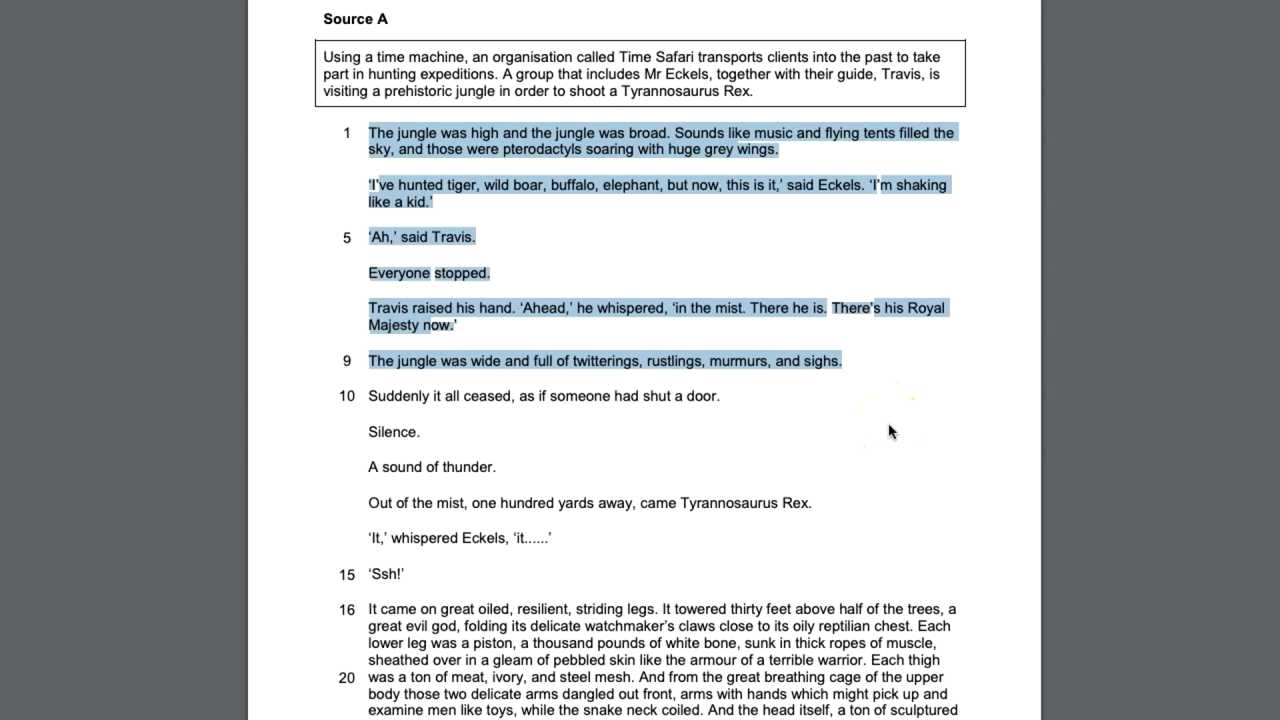 Source A
Using a time machine, an organisation called Time Safari transports clients into the past to take
part in hunting expeditions. A group that includes Mr Eckels, together with their guide, Travis, is
visiting a prehistoric jungle in order to shoot a Tyrannosaurus Rex.
1 The jungle was high and the jungle was broad. Sounds like music and flying tents filled the
sky, and those were pterodactyls soaring with huge grey wings.
‘I’ve hunted tiger, wild boar, buffalo, elephant, but now, this is it,’ said Eckels. ‘I’m shaking
like a kid.’
5 ‘Ah,’ said Travis.
Everyone stopped.
Travis raised his hand. ‘Ahead,’ he whispered, ‘in the mist. There he is. There’s his Royal
Majesty now.’
9 The jungle was wide and full of twitterings, rustlings, murmurs, and sighs.
10 Suddenly it all ceased, as if someone had shut a door.
Silence.
A sound of thunder.
Out of the mist, one hundred yards away, came Tyrannosaurus Rex.
‘It,’ whispered Eckels, ‘it......’
15 ‘Ssh!’
16 It came on great oiled, resilient, striding legs. It towered thirty feet above half of the trees, a
great evil god, folding its delicate watchmaker’s claws close to its oily reptilian chest. Each
lower leg was a piston, a thousand pounds of white bone, sunk in thick ropes of muscle,
sheathed over in a gleam of pebbled skin like the armour of a terrible warrior. Each thigh
20 was a ton of meat, ivory, and steel mesh. And from the great breathing cage of the upper
body those two delicate arms dangled out front, arms with hands which might pick up and
examine men like toys, while the snake neck coiled. And the head itself, a ton of sculptured